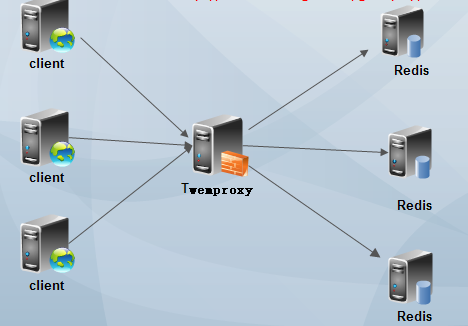 client
Redis
client
Twemproxy
Redis
client
Redis